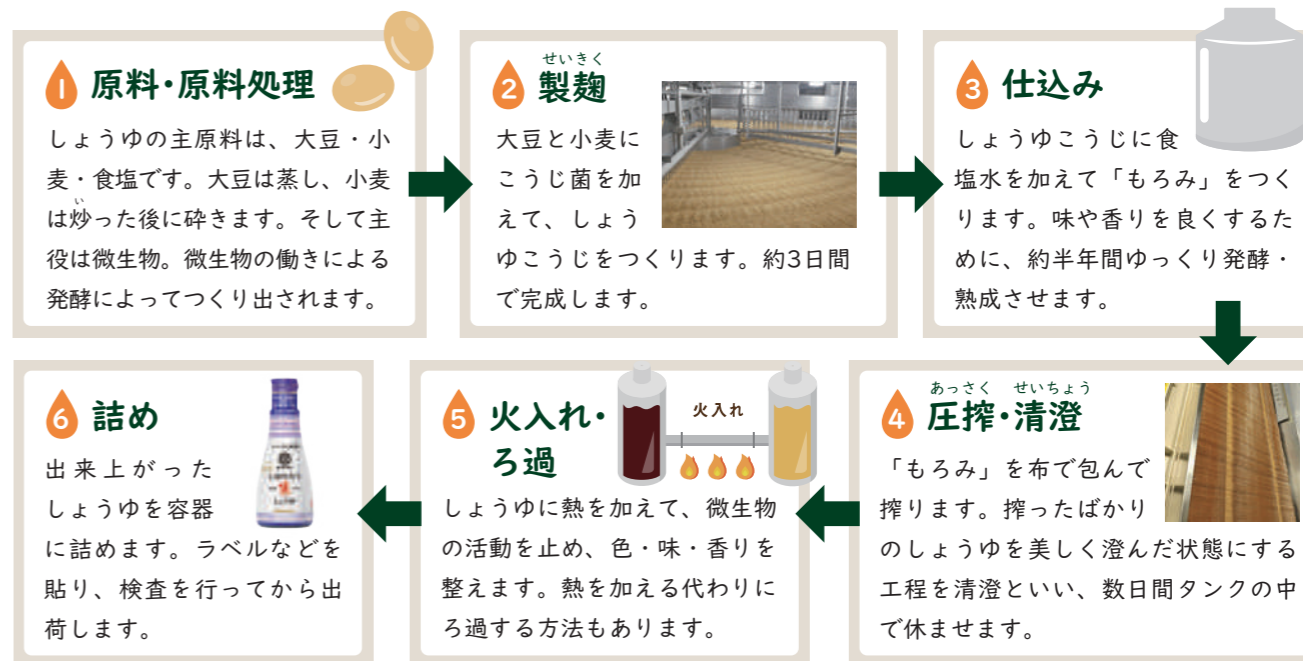 1 原料・原料処理
しょうゆの主原料は、大豆・小
麦・食塩です。大豆は蒸し、小麦
い
は炒った後に砕きます。そして主
役は微生物。微生物の働きによる
発酵によってつくり出されます。
せいきく
2 製麹
大豆と小麦に
こうじ菌を加
えて、しょう
ゆこうじをつくります。約3日間
で完成します。
3 仕込み
しょうゆこうじに食
塩水を加えて「もろみ」をつく
ります。味や香りを良くするた
めに、約半年間ゆっくり発酵・
熟成させます。
あっさく せいちょう
4 圧搾・清澄
「もろみ」を布で包んで
搾ります。搾ったばかり
のしょうゆを美しく澄んだ状態にする
工程を清澄といい、数日間タンクの中
で休ませます。
5 火入れ・
ろ過
火入れ
しょうゆに熱を加えて、微生物
の活動を止め、色・味・香りを
整えます。熱を加える代わりに
ろ過する方法もあります。
6 詰め
出来上がった
しょうゆを容器
に詰めます。ラベルなどを
貼り、検査を行ってから出
荷します。